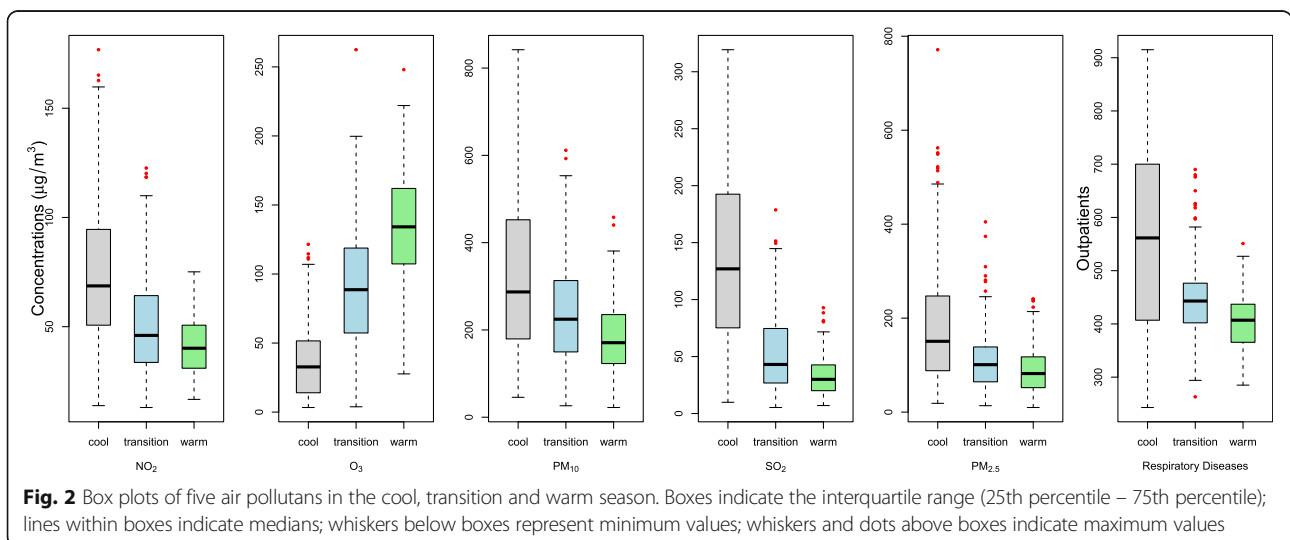 Concentrations (μg/m³)
150
100
50
cool transition warm
NO₂
250
200
150
100
50
0
cool transition warm
O₃
800
600
400
200
0
cool transition warm
PM₁₀
300
250
200
150
100
50
0
cool transition warm
SO₂
800
600
400
200
0
cool transition warm
PM₂.₅
Outpatients
900
800
700
600
500
400
300
cool transition warm
Respiratory Diseases
Fig. 2 Box plots of five air pollutans in the cool, transition and warm season. Boxes indicate the interquartile range (25th percentile – 75th percentile);
lines within boxes indicate medians; whiskers below boxes represent minimum values; whiskers and dots above boxes indicate maximum values